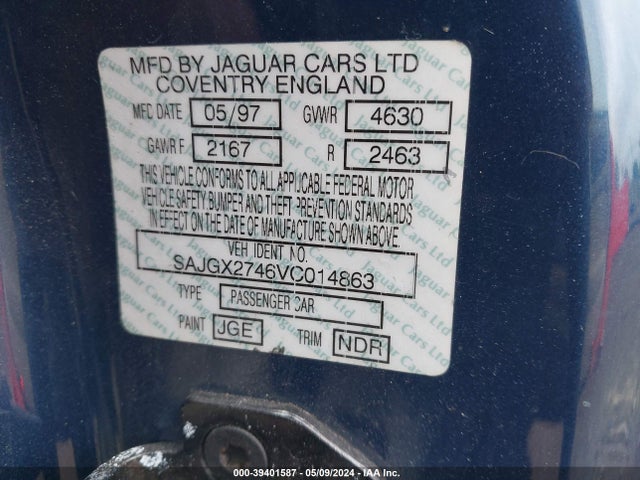 MFD BY JAGUAR CARS LTD
COVENTRY ENGLAND
MFC DATE 05/97 GVWR 4630
GAWR F 2167 R 2463
THIS VEHICLE CONFORMS TO ALL APPLICABLE FEDERAL MOTOR
VEHICLE SAFETY BUMPER AND THEFT PREVENTION STANDARDS
IN EFFECT ON THE DATE OF MANUFACTURE SHOWN ABOVE.
VEH IDENT NO.
SAJGX2746VC014863
TYPE PASSENGER CAR
PAINT JGE TRIM NDR
000-39401587 - 05/09/2024 - IAA Inc.